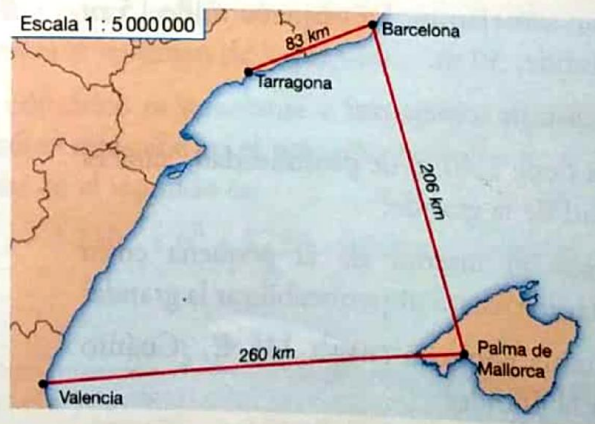 Escala 1 : 5 000 000
83 km
Barcelona
Tarragona
206 km
260 km
Palma de
Mallorca
Valencia